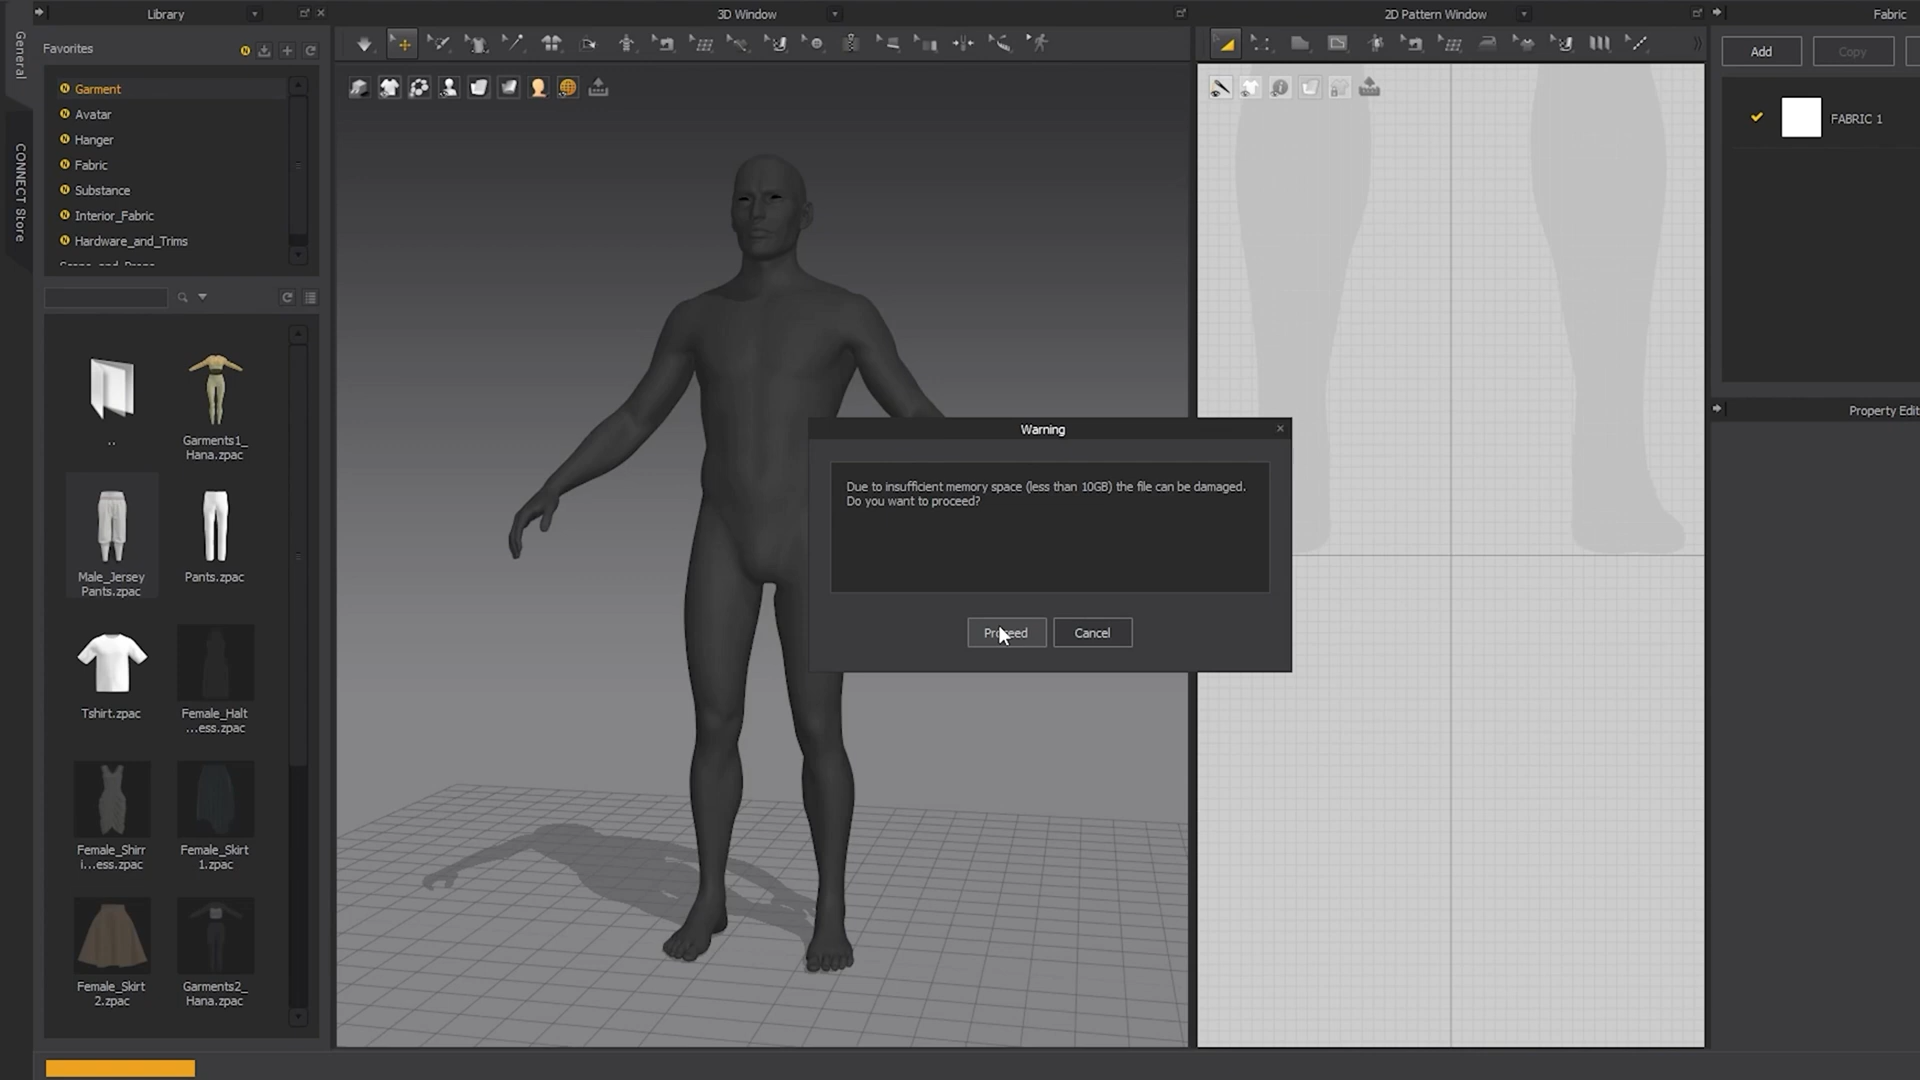 Library
3D Window
2D Pattern Window
Fabric
General
CONNECT Store
Favorites
Garment
Avatar
Hanger
Fabric
Substance
Interior_Fabric
Hardware_and_Trims
..
Garments1_
Hana.zpac
Male_Jersey
Pants.zpac
Pants.zpac
Tshirt.zpac
Female_Halt
...ess.zpac
Female_Shirr
i...ess.zpac
Female_Skirt
1.zpac
Female_Skirt
2.zpac
Garments2_
Hana.zpac
Warning
Due to insufficient memory space (less than 10GB) the file can be damaged.
Do you want to proceed?
Proceed
Cancel
Add
Copy
FABRIC 1
Property Edit